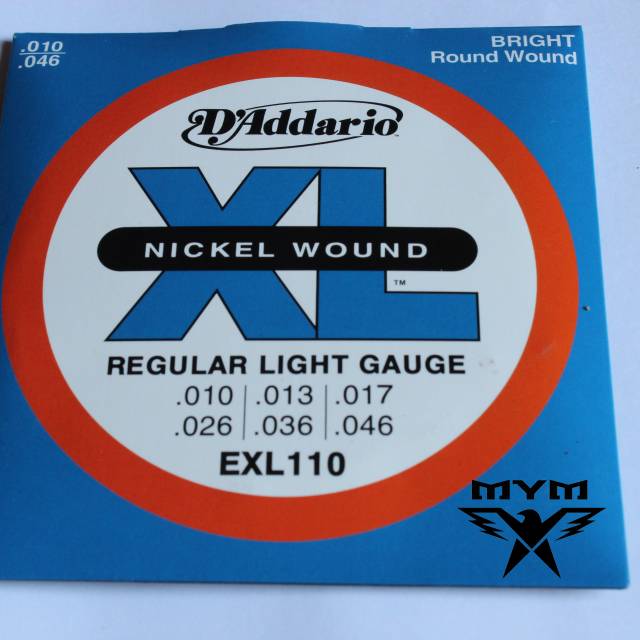 .010
.046
BRIGHT
Round Wound
D'Addario
XL
NICKEL WOUND
™
REGULAR LIGHT GAUGE
.010 .013 .017
.026 .036 .046
EXL110
MYM